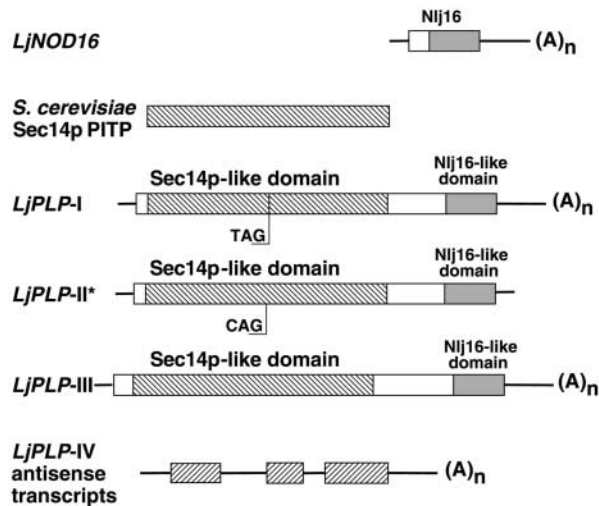 Nlj16
LjNOD16
(A)n
S. cerevisiae
Sec14p PITP
Nlj16-like
domain
Sec14p-like domain
LjPLP-I
(A)n
TAG
Nlj16-like
domain
Sec14p-like domain
LjPLP-II*
CAG
Nlj16-like
domain
Sec14p-like domain
LjPLP-III
(A)n
LjPLP-IV
antisense
transcripts
(A)n